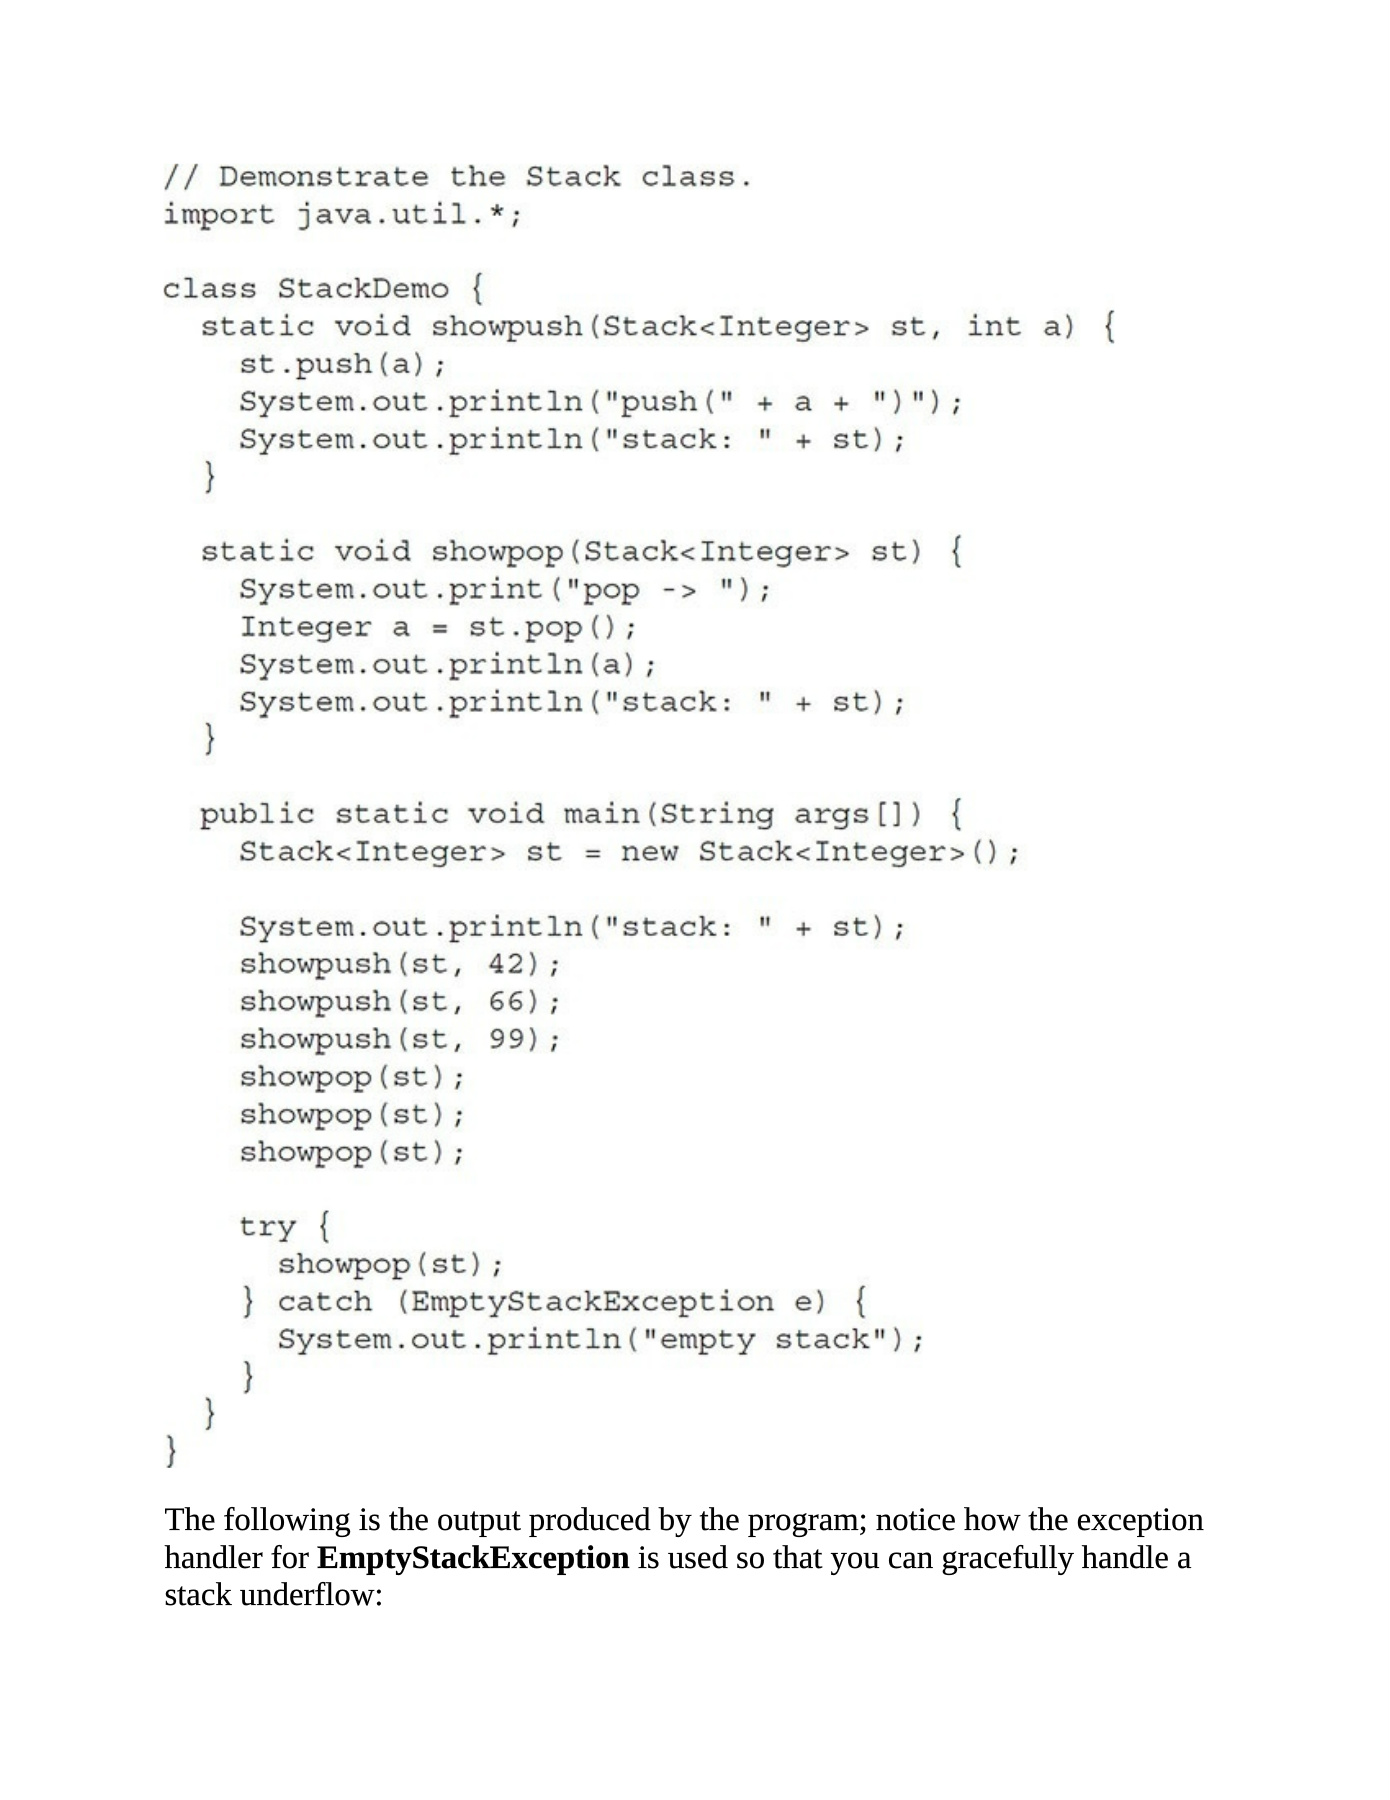 // Demonstrate the Stack class.
import java.util.*;

class StackDemo {
  static void showpush(Stack<Integer> st, int a) {
    st.push(a);
    System.out.println("push(" + a + ")");
    System.out.println("stack: " + st);
  }

  static void showpop(Stack<Integer> st) {
    System.out.print("pop -> ");
    Integer a = st.pop();
    System.out.println(a);
    System.out.println("stack: " + st);
  }

  public static void main(String args[]) {
    Stack<Integer> st = new Stack<Integer>();

    System.out.println("stack: " + st);
    showpush(st, 42);
    showpush(st, 66);
    showpush(st, 99);
    showpop(st);
    showpop(st);
    showpop(st);

    try {
      showpop(st);
    } catch (EmptyStackException e) {
      System.out.println("empty stack");
    }
  }
}
The following is the output produced by the program; notice how the exception
handler for EmptyStackException is used so that you can gracefully handle a
stack underflow: